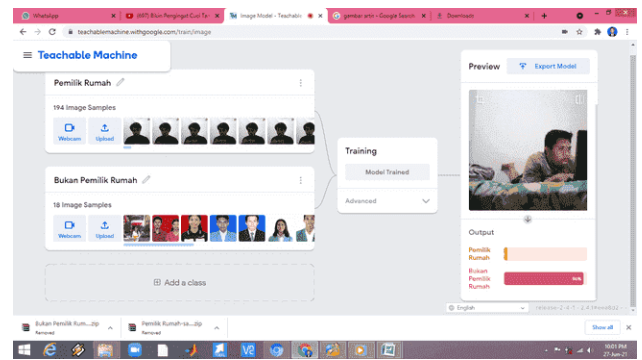 WhatsApp
Image Model - Teachable
gambar artn - Google Search
Downloads
teachablemachine.withgoogle.com/train/image
Teachable Machine
Pemilik Rumah
194 Image Samples
Webcam
Upload
Bukan Pemilik Rumah
18 Image Samples
Webcam
Upload
Add a class
Training
Model Trained
Advanced
Preview
Export Model
Output
Pemilik
Rumah
Bukan
Pemilik
Rumah
English
Bukan Pemilik Rum....zip
Removed
Pemilik Rumah-sa....zip
Removed
Show all
10:01 PM
27-Jun-21